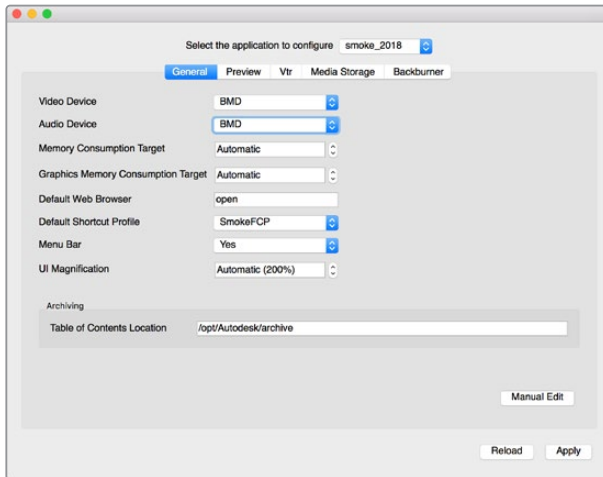 Select the application to configure smoke_2018
General Preview Vtr Media Storage Backburner
Video Device BMD
Audio Device BMD
Memory Consumption Target Automatic
Graphics Memory Consumption Target Automatic
Default Web Browser open
Default Shortcut Profile SmokeFCP
Menu Bar Yes
UI Magnification Automatic (200%)
Archiving
Table of Contents Location /opt/Autodesk/archive
Manual Edit
Reload Apply